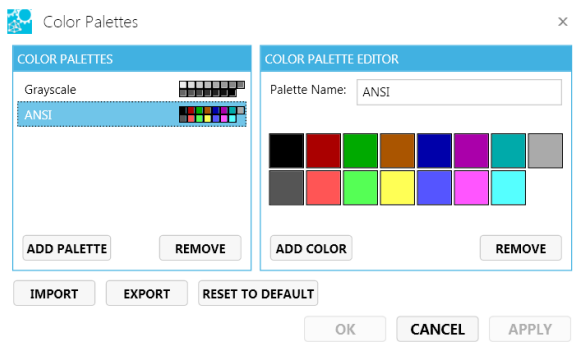 Color Palettes
COLOR PALETTES
Grayscale
ANSI
ADD PALETTE REMOVE
COLOR PALETTE EDITOR
Palette Name: ANSI
ADD COLOR REMOVE
IMPORT EXPORT RESET TO DEFAULT
OK CANCEL APPLY